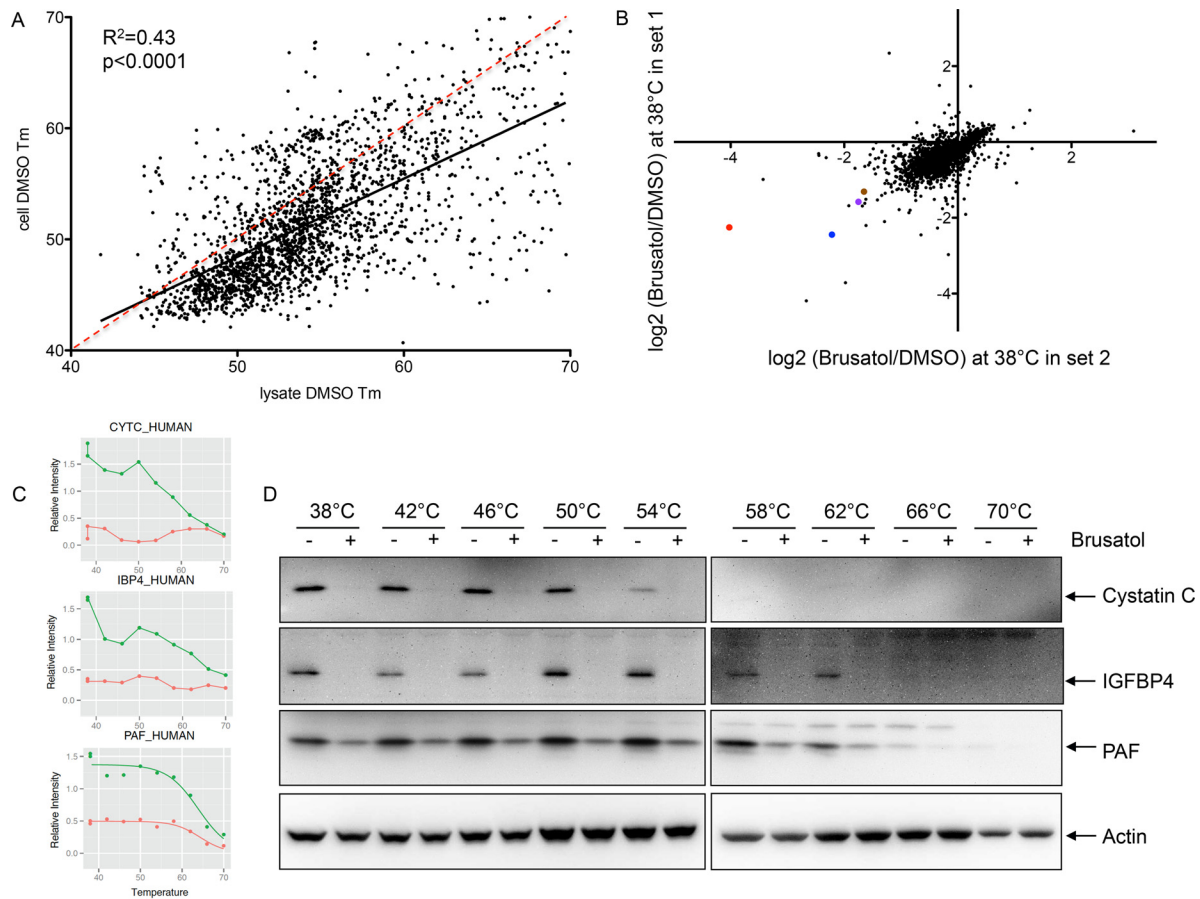 A
70
R²=0.43
p<0.0001
60
50
40
cell DMSO Tm
40 50 60 70
lysate DMSO Tm
B
log2 (Brusatol/DMSO) at 38°C in set 1
2
-4 -2 2
-2
-4
log2 (Brusatol/DMSO) at 38°C in set 2
C
CYTC_HUMAN
Relative Intensity
1.5
1.0
0.5
0.0
40 50 60 70
IBP4_HUMAN
Relative Intensity
1.5
1.0
0.5
0.0
40 50 60 70
PAF_HUMAN
Relative Intensity
1.5
1.0
0.5
0.0
40 50 60 70
Temperature
D
38°C 42°C 46°C 50°C 54°C 58°C 62°C 66°C 70°C
- + - + - + - + - + - + - + - + - + Brusatol
Cystatin C
IGFBP4
PAF
Actin